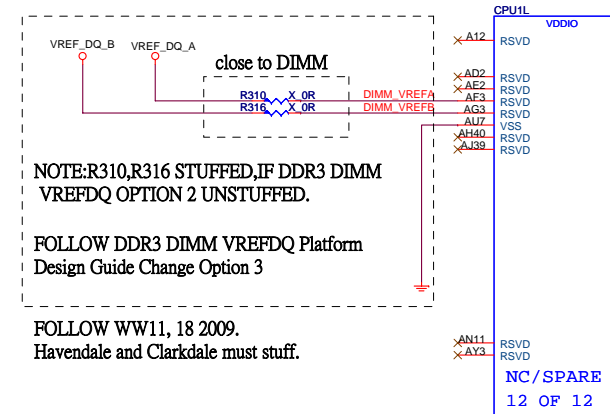 CPU1L
VDDIO
VREF_DQ_B
VREF_DQ_A
close to DIMM
A12
RSVD
AD2
RSVD
AE2
RSVD
R310
X_0R
DIMM_VREFA
AF3
RSVD
R316
X_0R
DIMM_VREFB
AG3
RSVD
AU7
VSS
AH40
RSVD
AJ39
RSVD
NOTE:R310,R316 STUFFED,IF DDR3 DIMM
VREFDQ OPTION 2 UNSTUFFED.
FOLLOW DDR3 DIMM VREFDQ Platform
Design Guide Change Option 3
FOLLOW WW11, 18 2009.
Havendale and Clarkdale must stuff.
AN11
RSVD
AY3
RSVD
NC/SPARE
12 OF 12